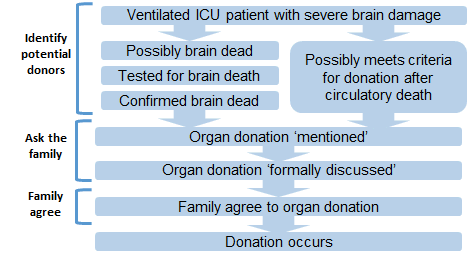 Identify
potential
donors
Ventilated ICU patient with severe brain damage
Possibly brain dead
Tested for brain death
Confirmed brain dead
Possibly meets criteria
for donation after
circulatory death
Ask the
family
Organ donation ‘mentioned’
Organ donation ‘formally discussed’
Family
agree
Family agree to organ donation
Donation occurs